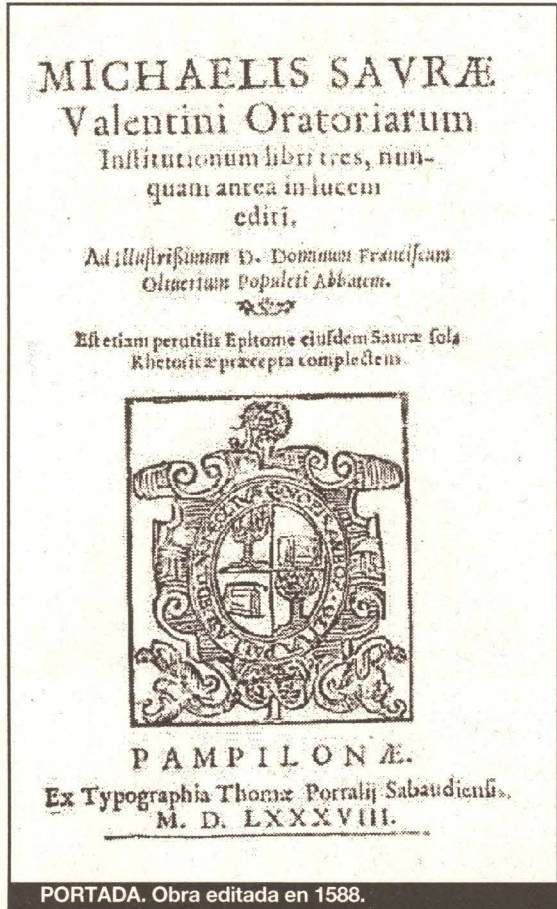 MICHAELIS SAVRÆ
Valentini Oratoriarum
Inſtitutionum libri tres, nun-
quam antea in lucem
editi.
Ad Illuſtriſsimum D. Dominum Franciſcum
Oliuerium Populeti Abbatem.
Eſt etiam perutilis Epitome eiuſdem Sauræ ſola
Rhetoricæ præcepta complectens
PAMPILONÆ.
Ex Typographia Thomæ Porralij Sabaudienſis.
M. D. LXXXVIII.
PORTADA. Obra editada en 1588.